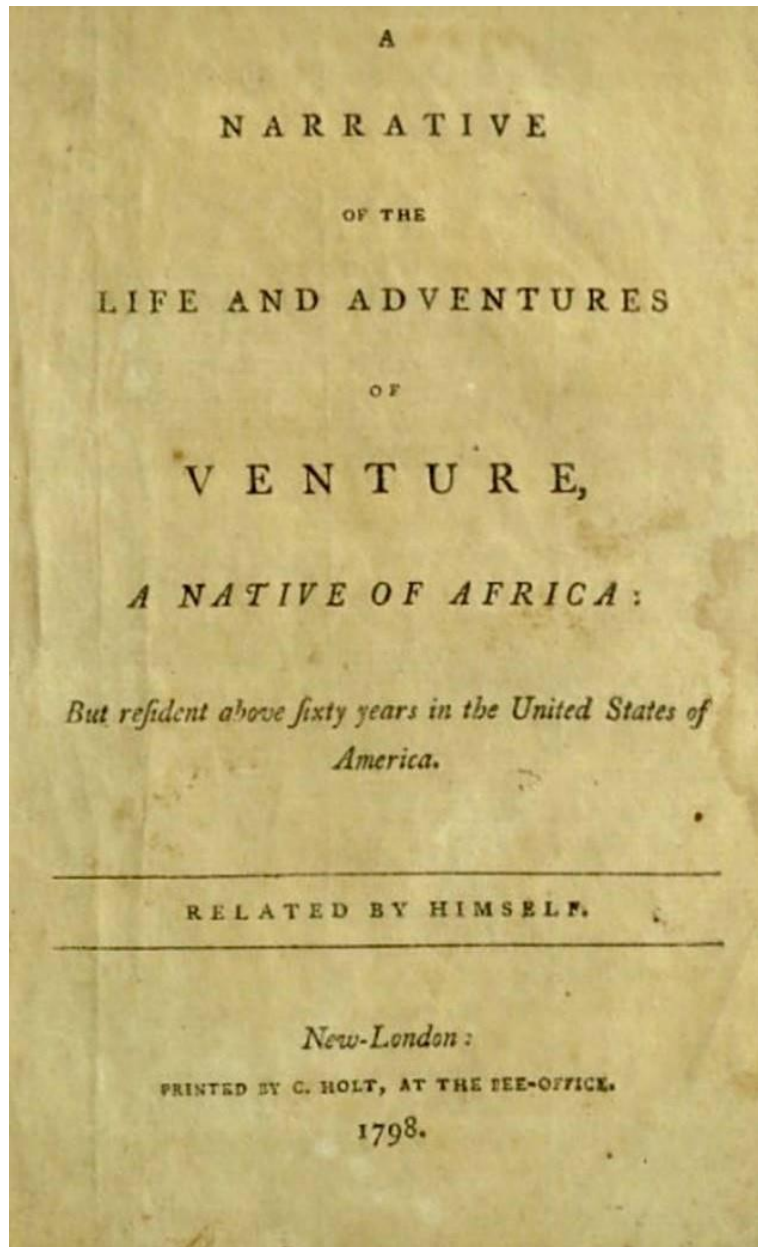 A
NARRATIVE
OF THE
LIFE AND ADVENTURES
OF
VENTURE,
A NATIVE OF AFRICA:
But reſident above ſixty years in the United States of
America.
RELATED BY HIMSELF.
New-London:
PRINTED BY C. HOLT, AT THE BEE-OFFICE.
1798.